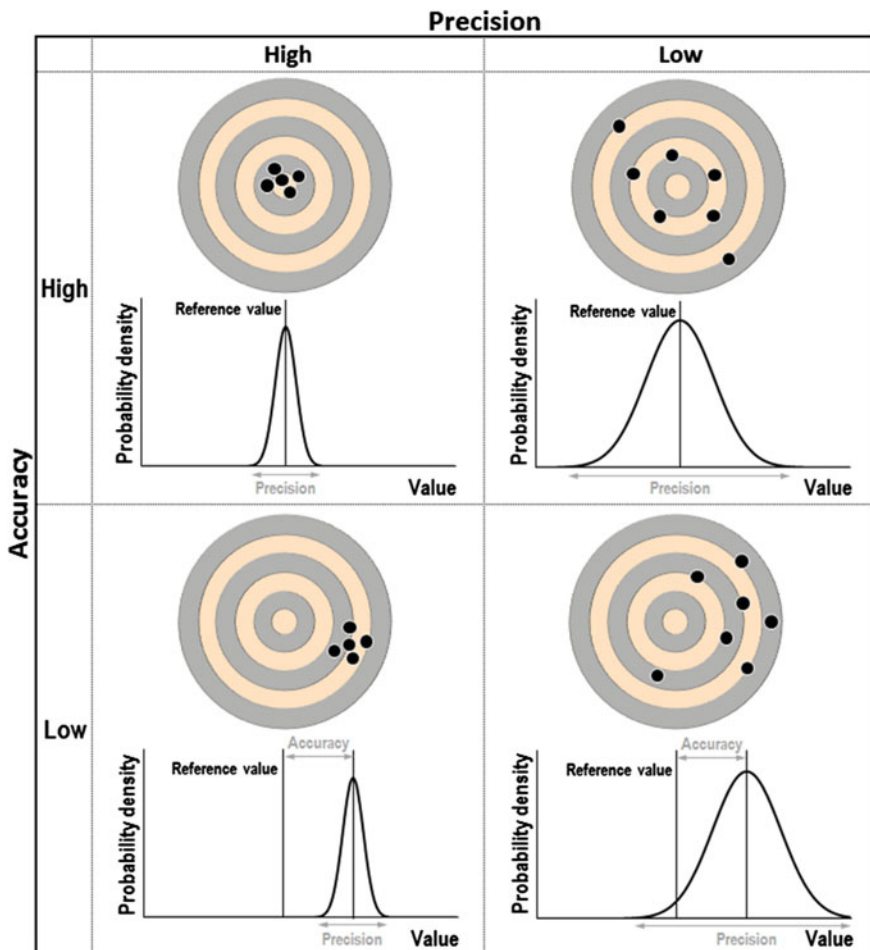 Precision
High
Low
Accuracy
High
Reference value
Probability density
Precision
Value
Reference value
Probability density
Precision
Value
Low
Accuracy
Reference value
Probability density
Precision
Value
Accuracy
Reference value
Probability density
Precision
Value